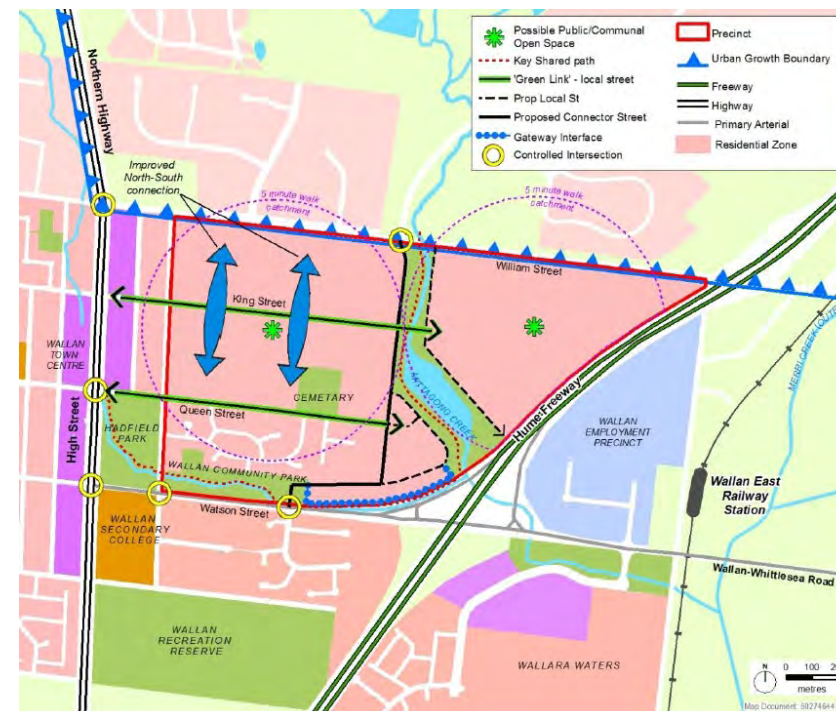 Possible Public/Communal
Open Space
Key Shared path
'Green Link' - local street
Prop Local St
Proposed Connector Street
Gateway Interface
Controlled Intersection
Precinct
Urban Growth Boundary
Freeway
Highway
Primary Arterial
Residential Zone
Northern Highway
Improved
North-South
connection
5 minute walk
catchment
5 minute walk
catchment
William Street
King Street
WALLAN
TOWN
CENTRE
High Street
CEMETARY
Queen Street
HADFIELD
PARK
WALLAN COMMUNITY PARK
Hume Freeway
WALLAN
EMPLOYMENT
PRECINCT
Wallan East
Railway
Station
Watson Street
WALLAN
SECONDARY
COLLEGE
Wallan-Whittlesea Road
WALLAN
RECREATION
RESERVE
WALLARA WATERS
N
0 100
metres